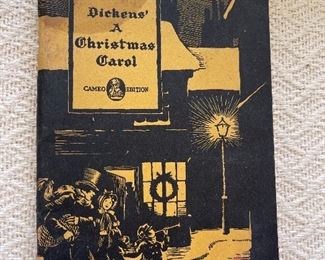 Dickens'
A
Christmas
Carol
CAMEO EDITION